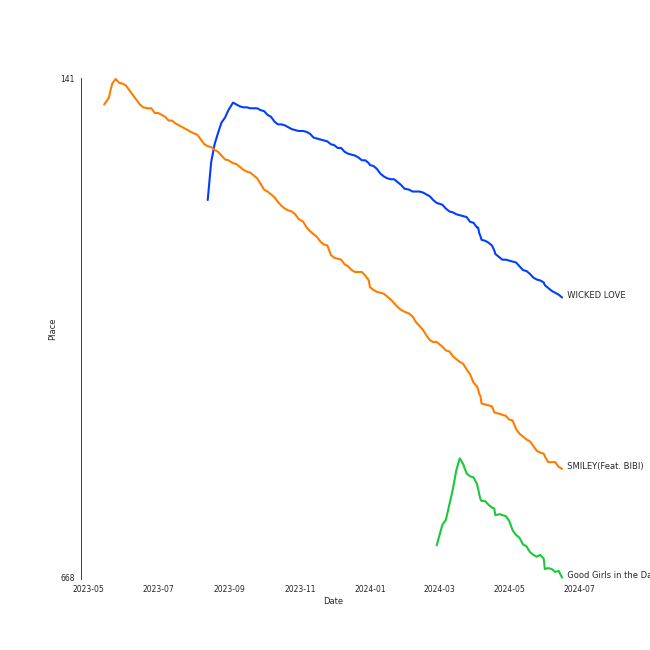 141
Place
WICKED LOVE
SMILEY(Feat. BIBI)
Good Girls in the
668
2023-05 2023-07 2023-09 2023-11 2024-01 2024-03 2024-05 2024-07
Date